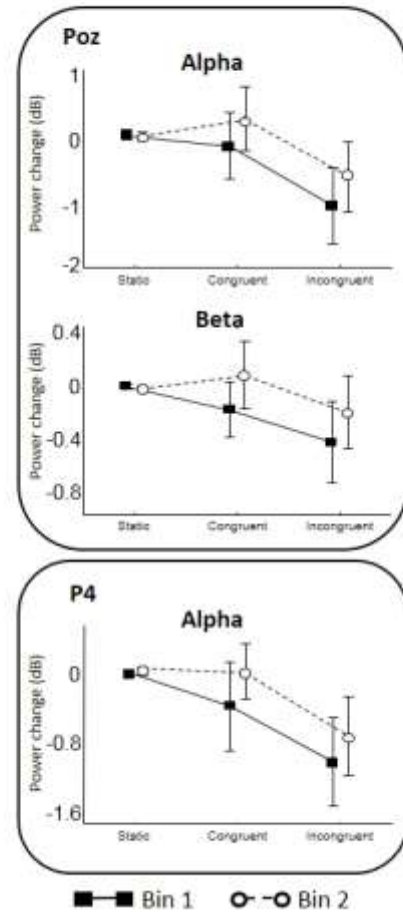 Poz
Alpha
Power change (dB)
1
0
-1
-2
Static Congruent Incongruent
Beta
Power change (dB)
0.4
0
-0.4
-0.8
Static Congruent Incongruent
P4
Alpha
Power change (dB)
0
-0.8
-1.6
Static Congruent Incongruent
Bin 1 Bin 2